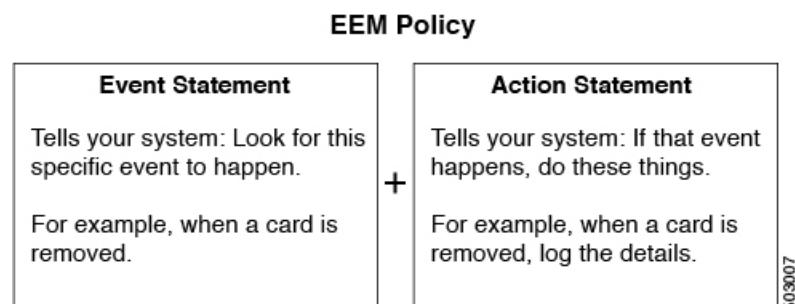 EEM Policy
Event Statement
Tells your system: Look for this
specific event to happen.
For example, when a card is
removed.
+
Action Statement
Tells your system: If that event
happens, do these things.
For example, when a card is
removed, log the details.